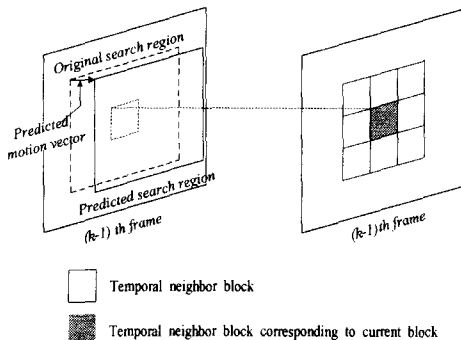 Original search region
Predicted
motion vector
Predicted search region
(k-1) th frame
(k-1)th frame
Temporal neighbor block
Temporal neighbor block corresponding to current block